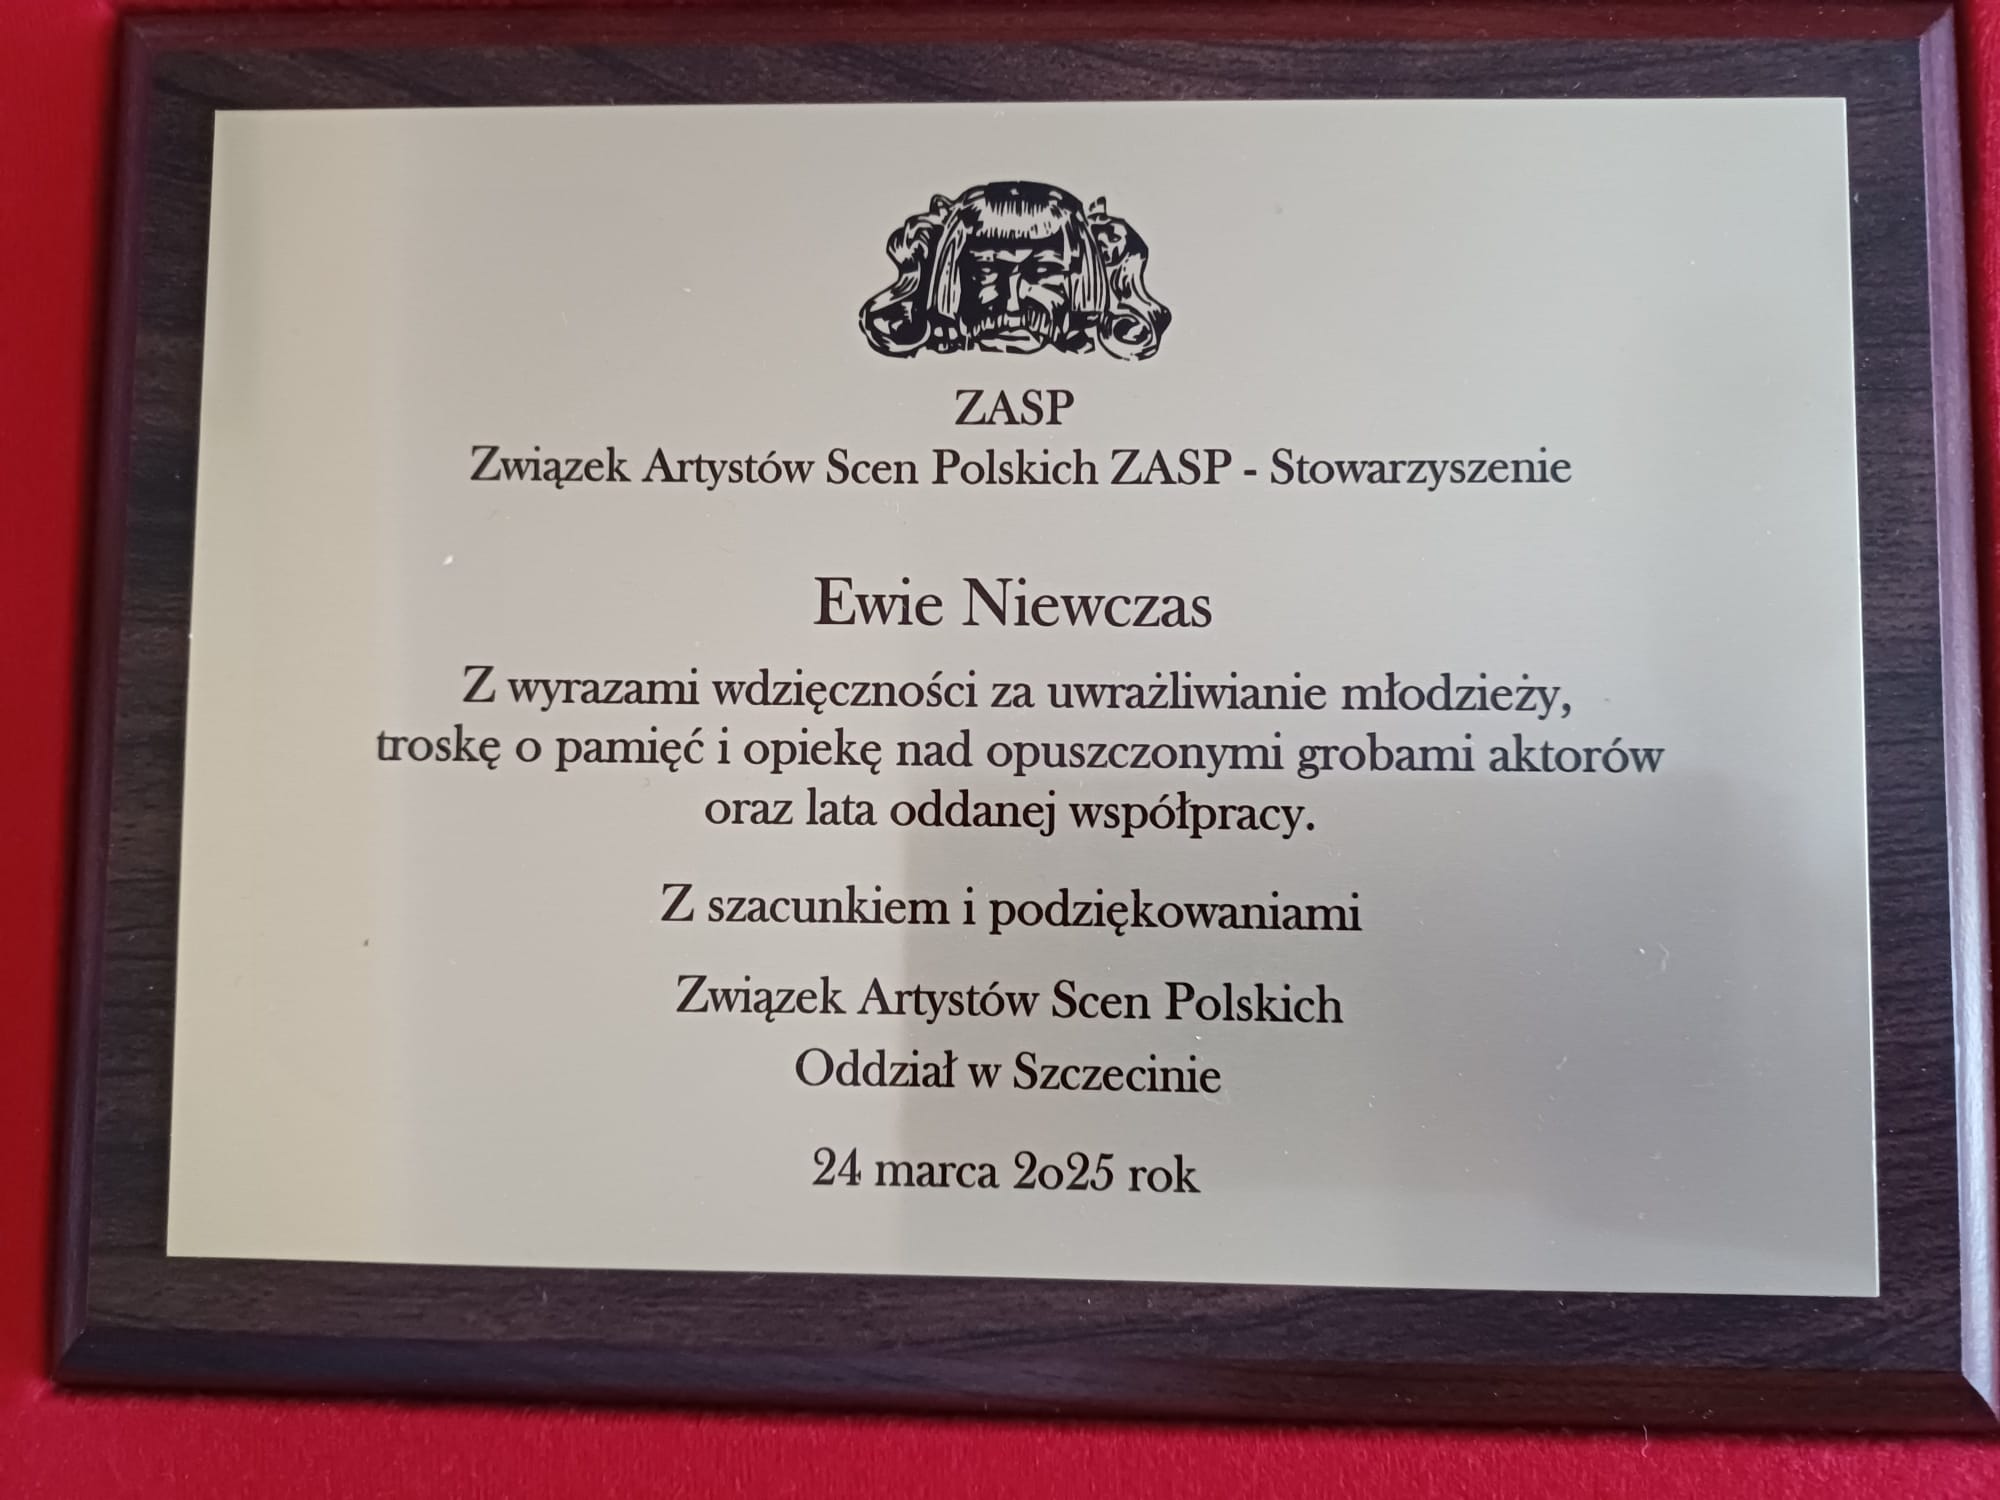 ZASP
Związek Artystów Scen Polskich ZASP - Stowarzyszenie
Ewie Niewczas
Z wyrazami wdzięczności za uwrażliwianie młodzieży,
troskę o pamięć i opiekę nad opuszczonymi grobami aktorów
oraz lata oddanej współpracy.
Z szacunkiem i podziękowaniami
Związek Artystów Scen Polskich
Oddział w Szczecinie
24 marca 2025 rok